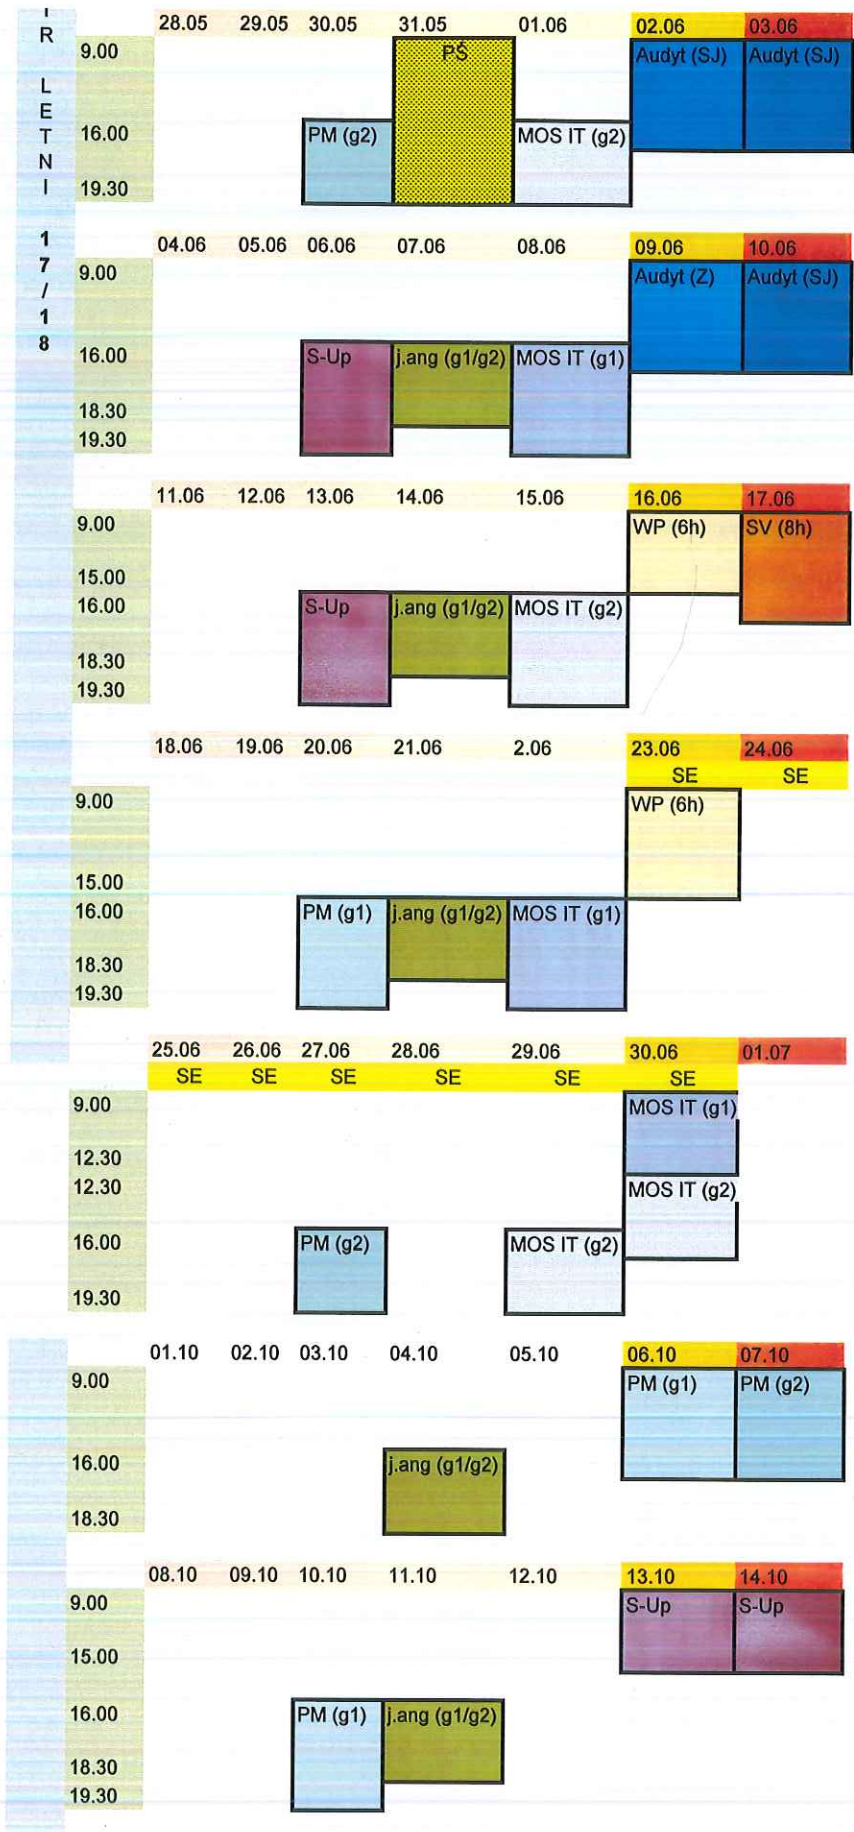 I
R
L
E
T
N
I
1
7
/
1
8
28.05 29.05 30.05 31.05 01.06 02.06 03.06
9.00 PŚ Audyt (SJ) Audyt (SJ)
16.00 PM (g2) MOS IT (g2)
19.30
04.06 05.06 06.06 07.06 08.06 09.06 10.06
9.00 Audyt (Z) Audyt (SJ)
16.00 S-Up j.ang (g1/g2) MOS IT (g1)
18.30
19.30
11.06 12.06 13.06 14.06 15.06 16.06 17.06
9.00 WP (6h) SV (8h)
15.00
16.00 S-Up j.ang (g1/g2) MOS IT (g2)
18.30
19.30
18.06 19.06 20.06 21.06 2.06 23.06 24.06
SE SE
9.00 WP (6h)
15.00
16.00 PM (g1) j.ang (g1/g2) MOS IT (g1)
18.30
19.30
25.06 26.06 27.06 28.06 29.06 30.06 01.07
SE SE SE SE SE SE
9.00 MOS IT (g1)
12.30
12.30 MOS IT (g2)
16.00 PM (g2) MOS IT (g2)
19.30
01.10 02.10 03.10 04.10 05.10 06.10 07.10
9.00 PM (g1) PM (g2)
16.00 j.ang (g1/g2)
18.30
08.10 09.10 10.10 11.10 12.10 13.10 14.10
9.00 S-Up S-Up
15.00
16.00 PM (g1) j.ang (g1/g2)
18.30
19.30